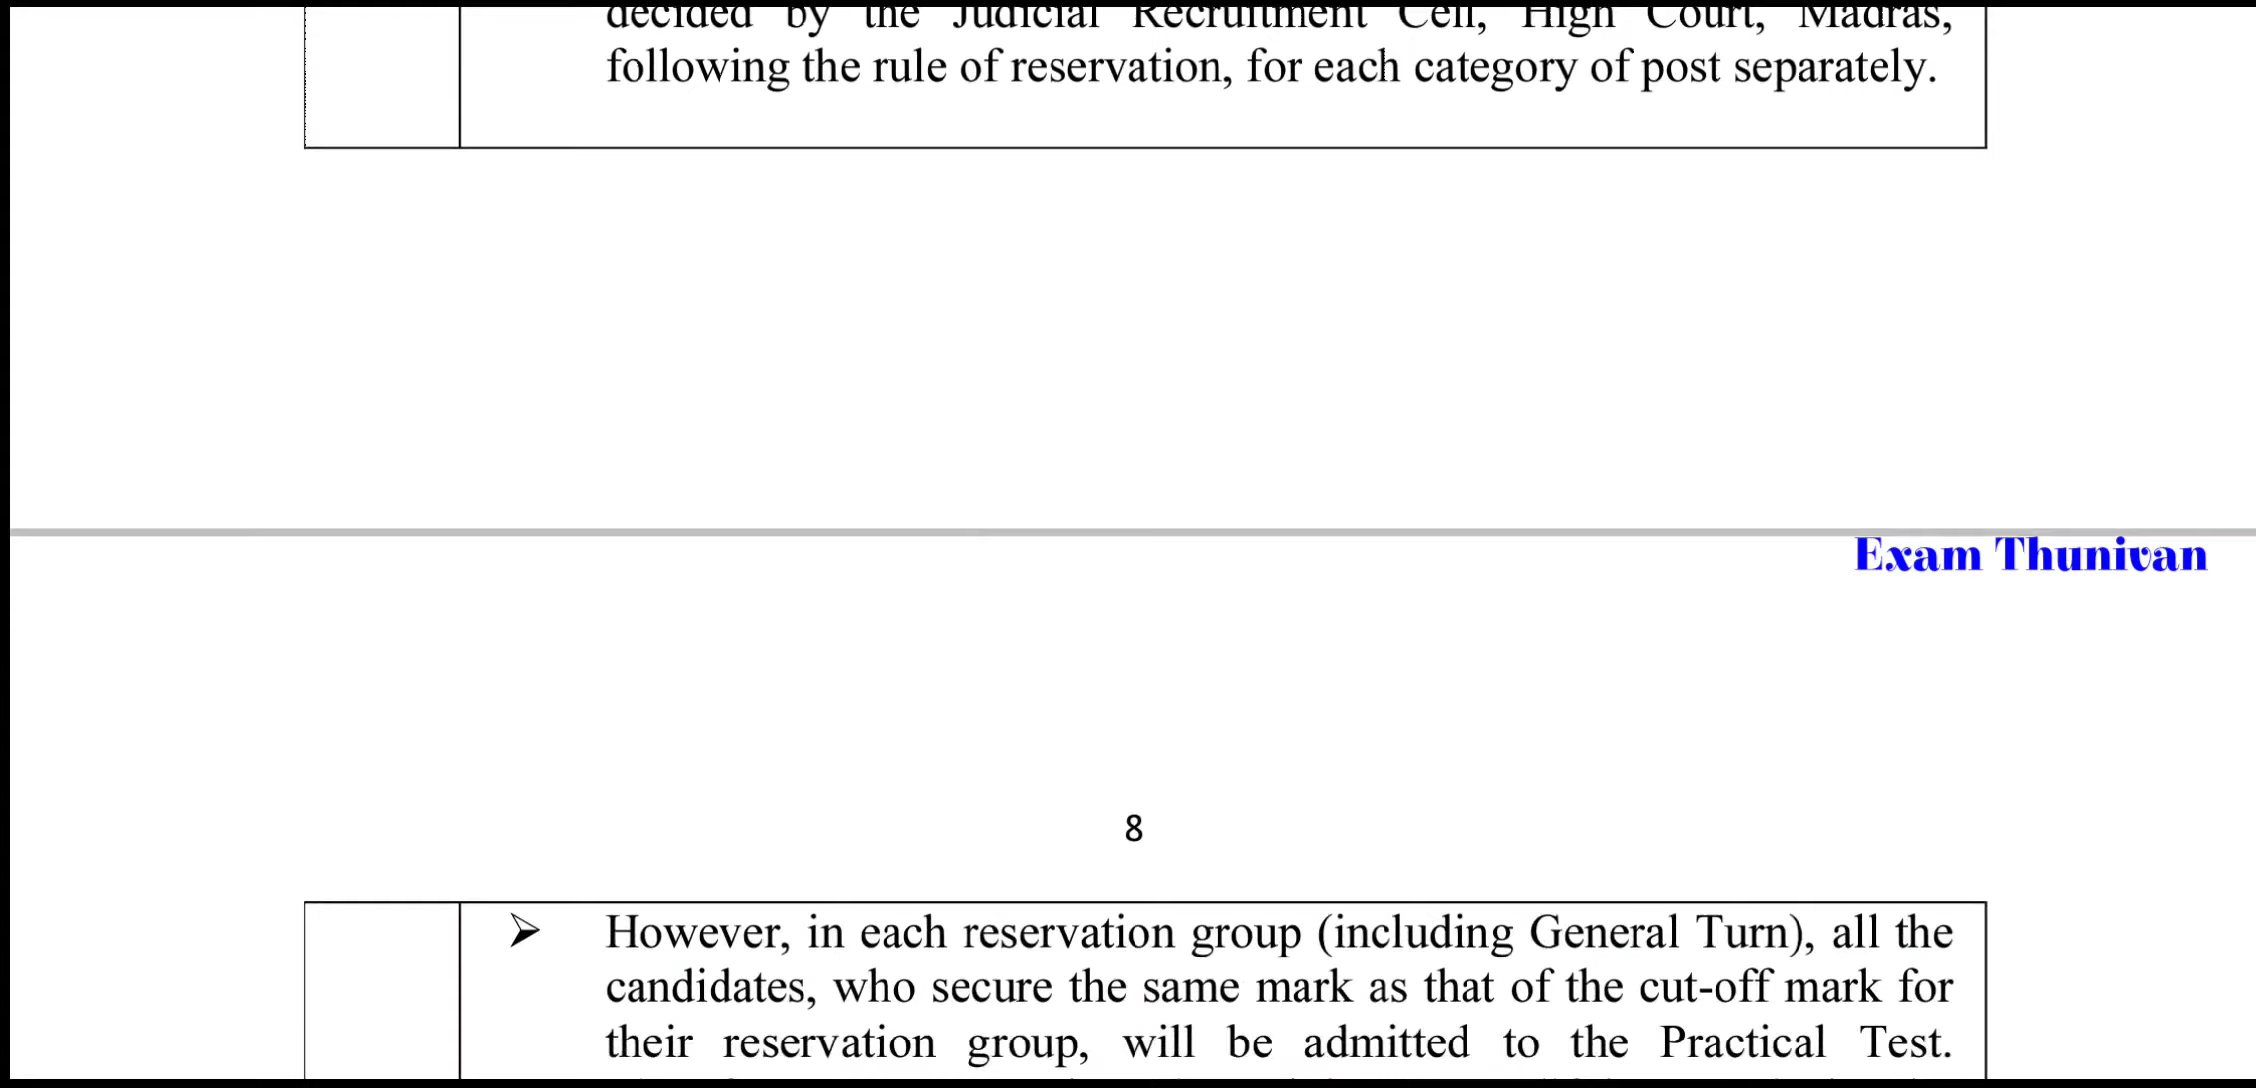 decided by the Judicial Recruitment Cell, High Court, Madras,
following the rule of reservation, for each category of post separately.
Exam Thunivan
8
➢ However, in each reservation group (including General Turn), all the
candidates, who secure the same mark as that of the cut-off mark for
their reservation group, will be admitted to the Practical Test.